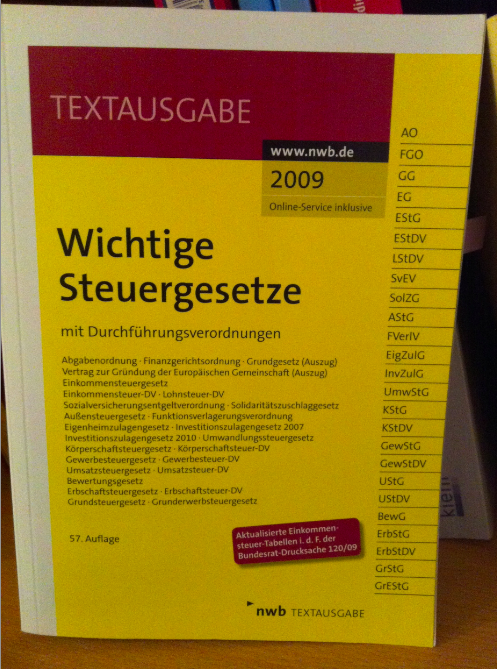 TEXTAUSGABE
www.nwb.de
2009
Online-Service inklusive
Wichtige
Steuergesetze
mit Durchführungsverordnungen
Abgabenordnung · Finanzgerichtsordnung · Grundgesetz (Auszug)
Vertrag zur Gründung der Europäischen Gemeinschaft (Auszug)
Einkommensteuergesetz
Einkommensteuer-DV · Lohnsteuer-DV
Sozialversicherungsentgeltverordnung · Solidaritätszuschlaggesetz
Außensteuergesetz · Funktionsverlagerungsverordnung
Eigenheimzulagengesetz · Investitionszulagengesetz 2007
Investitionszulagengesetz 2010 · Umwandlungssteuergesetz
Körperschaftsteuergesetz · Körperschaftsteuer-DV
Gewerbesteuergesetz · Gewerbesteuer-DV
Umsatzsteuergesetz · Umsatzsteuer-DV
Bewertungsgesetz
Erbschaftsteuergesetz · Erbschaftsteuer-DV
Grundsteuergesetz · Grunderwerbsteuergesetz
57. Auflage
Aktualisierte Einkommen-
steuer-Tabellen i. d. F. der
Bundesrat-Drucksache 120/09
nwb TEXTAUSGABE
AO
FGO
GG
EG
EStG
EStDV
LStDV
SvEV
SolZG
AStG
FVerlV
EigZulG
InvZulG
UmwStG
KStG
KStDV
GewStG
GewStDV
UStG
UStDV
BewG
ErbStG
ErbStDV
GrStG
GrEStG